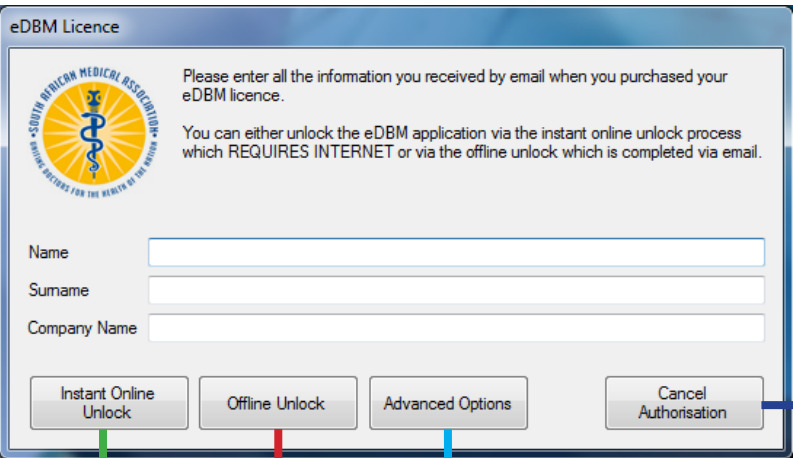 eDBM Licence
SOUTH AFRICAN MEDICAL ASSOCIATION
UNITING DOCTORS FOR THE HEALTH OF THE NATION
Please enter all the information you received by email when you purchased your
eDBM licence.
You can either unlock the eDBM application via the instant online unlock process
which REQUIRES INTERNET or via the offline unlock which is completed via email.
Name
Surname
Company Name
Instant Online
Unlock
Offline Unlock
Advanced Options
Cancel
Authorisation